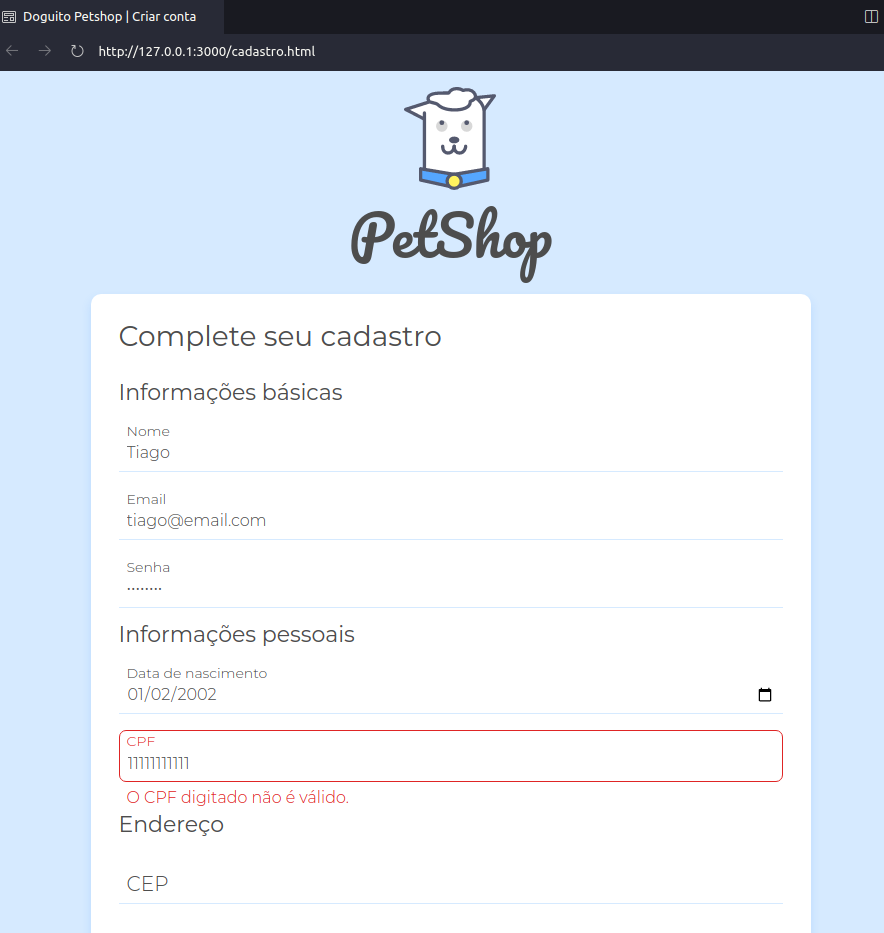 Doguito Petshop | Criar conta
http://127.0.0.1:3000/cadastro.html
PetShop
Complete seu cadastro
Informações básicas
Nome
Tiago
Email
tiago@email.com
Senha
••••••••
Informações pessoais
Data de nascimento
01/02/2002
CPF
11111111111
O CPF digitado não é válido.
Endereço
CEP